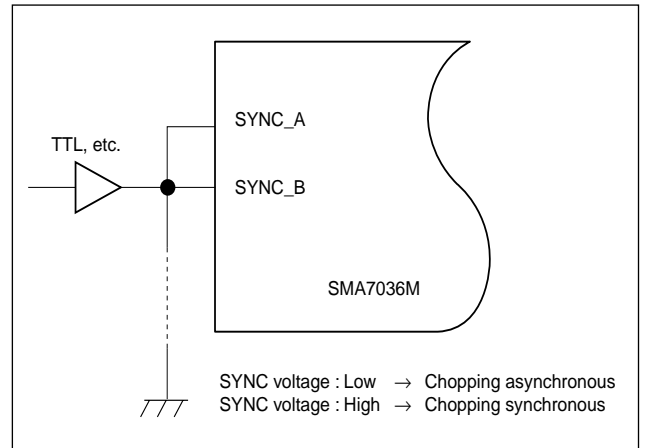 SYNC_A
TTL, etc.
SYNC_B
SMA7036M
SYNC voltage : Low → Chopping asynchronous
SYNC voltage : High → Chopping synchronous